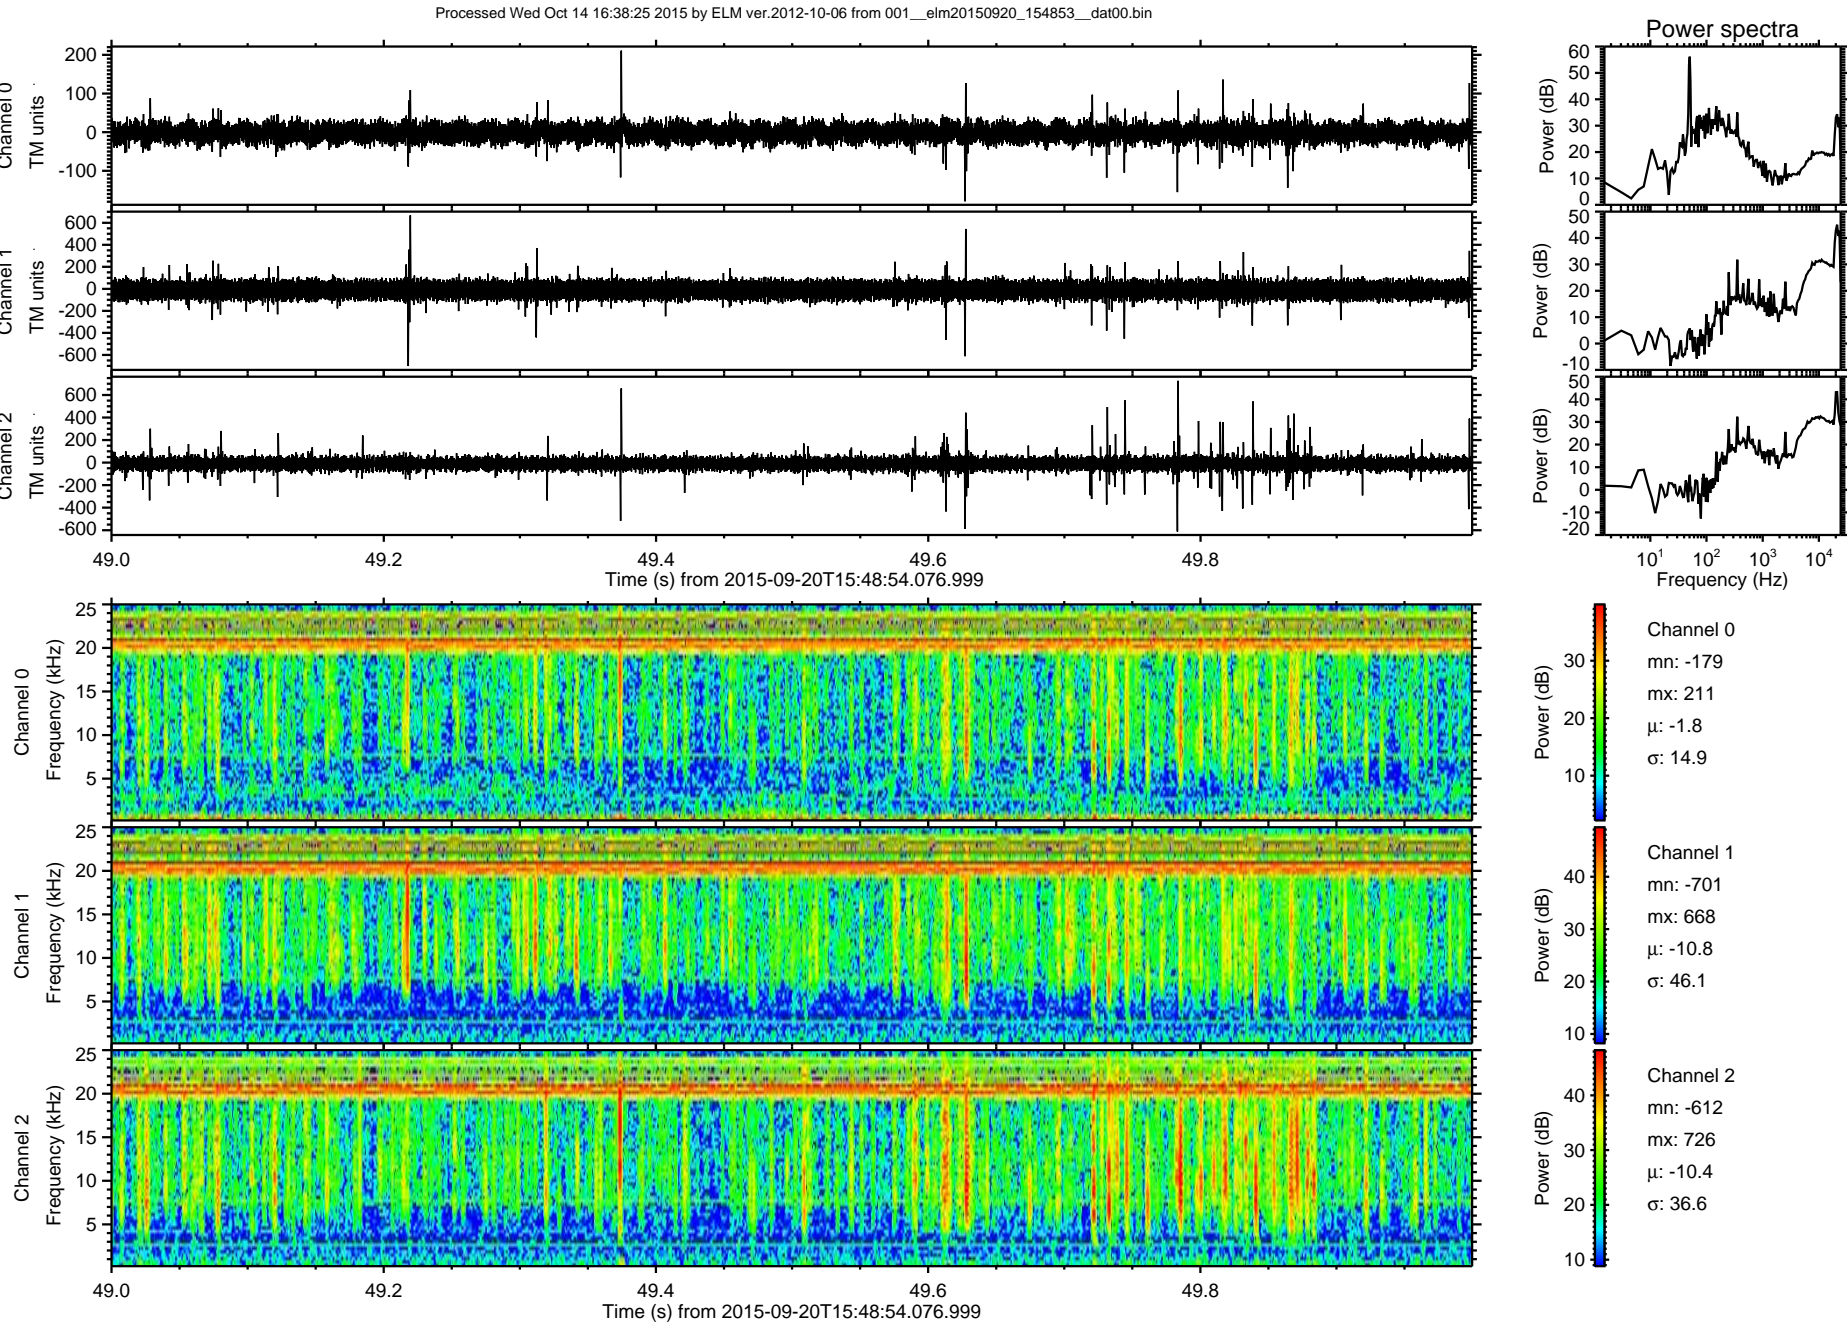 Processed Wed Oct 14 16:38:25 2015 by ELM ver.2012-10-06 from 001__elm20150920_154853__dat00.bin
Power spectra
Channel 0
TM units
200
100
0
-100
Power (dB)
60
50
40
30
20
10
0
Channel 1
TM units
600
400
200
0
-200
-400
-600
Power (dB)
50
40
30
20
10
0
-10
Channel 2
TM units
600
400
200
0
-200
-400
-600
Power (dB)
50
40
30
20
10
0
-10
-20
49.0 49.2 49.4 49.6 49.8
Time (s) from 2015-09-20T15:48:54.076.999
10¹ 10² 10³ 10⁴
Frequency (Hz)
Channel 0
Frequency (kHz)
25
20
15
10
5
Power (dB)
30
20
10
Channel 0
mn: -179
mx: 211
μ: -1.8
σ: 14.9
Channel 1
Frequency (kHz)
25
20
15
10
5
Power (dB)
40
30
20
10
Channel 1
mn: -701
mx: 668
μ: -10.8
σ: 46.1
Channel 2
Frequency (kHz)
25
20
15
10
5
Power (dB)
40
30
20
10
Channel 2
mn: -612
mx: 726
μ: -10.4
σ: 36.6
49.0 49.2 49.4 49.6 49.8
Time (s) from 2015-09-20T15:48:54.076.999